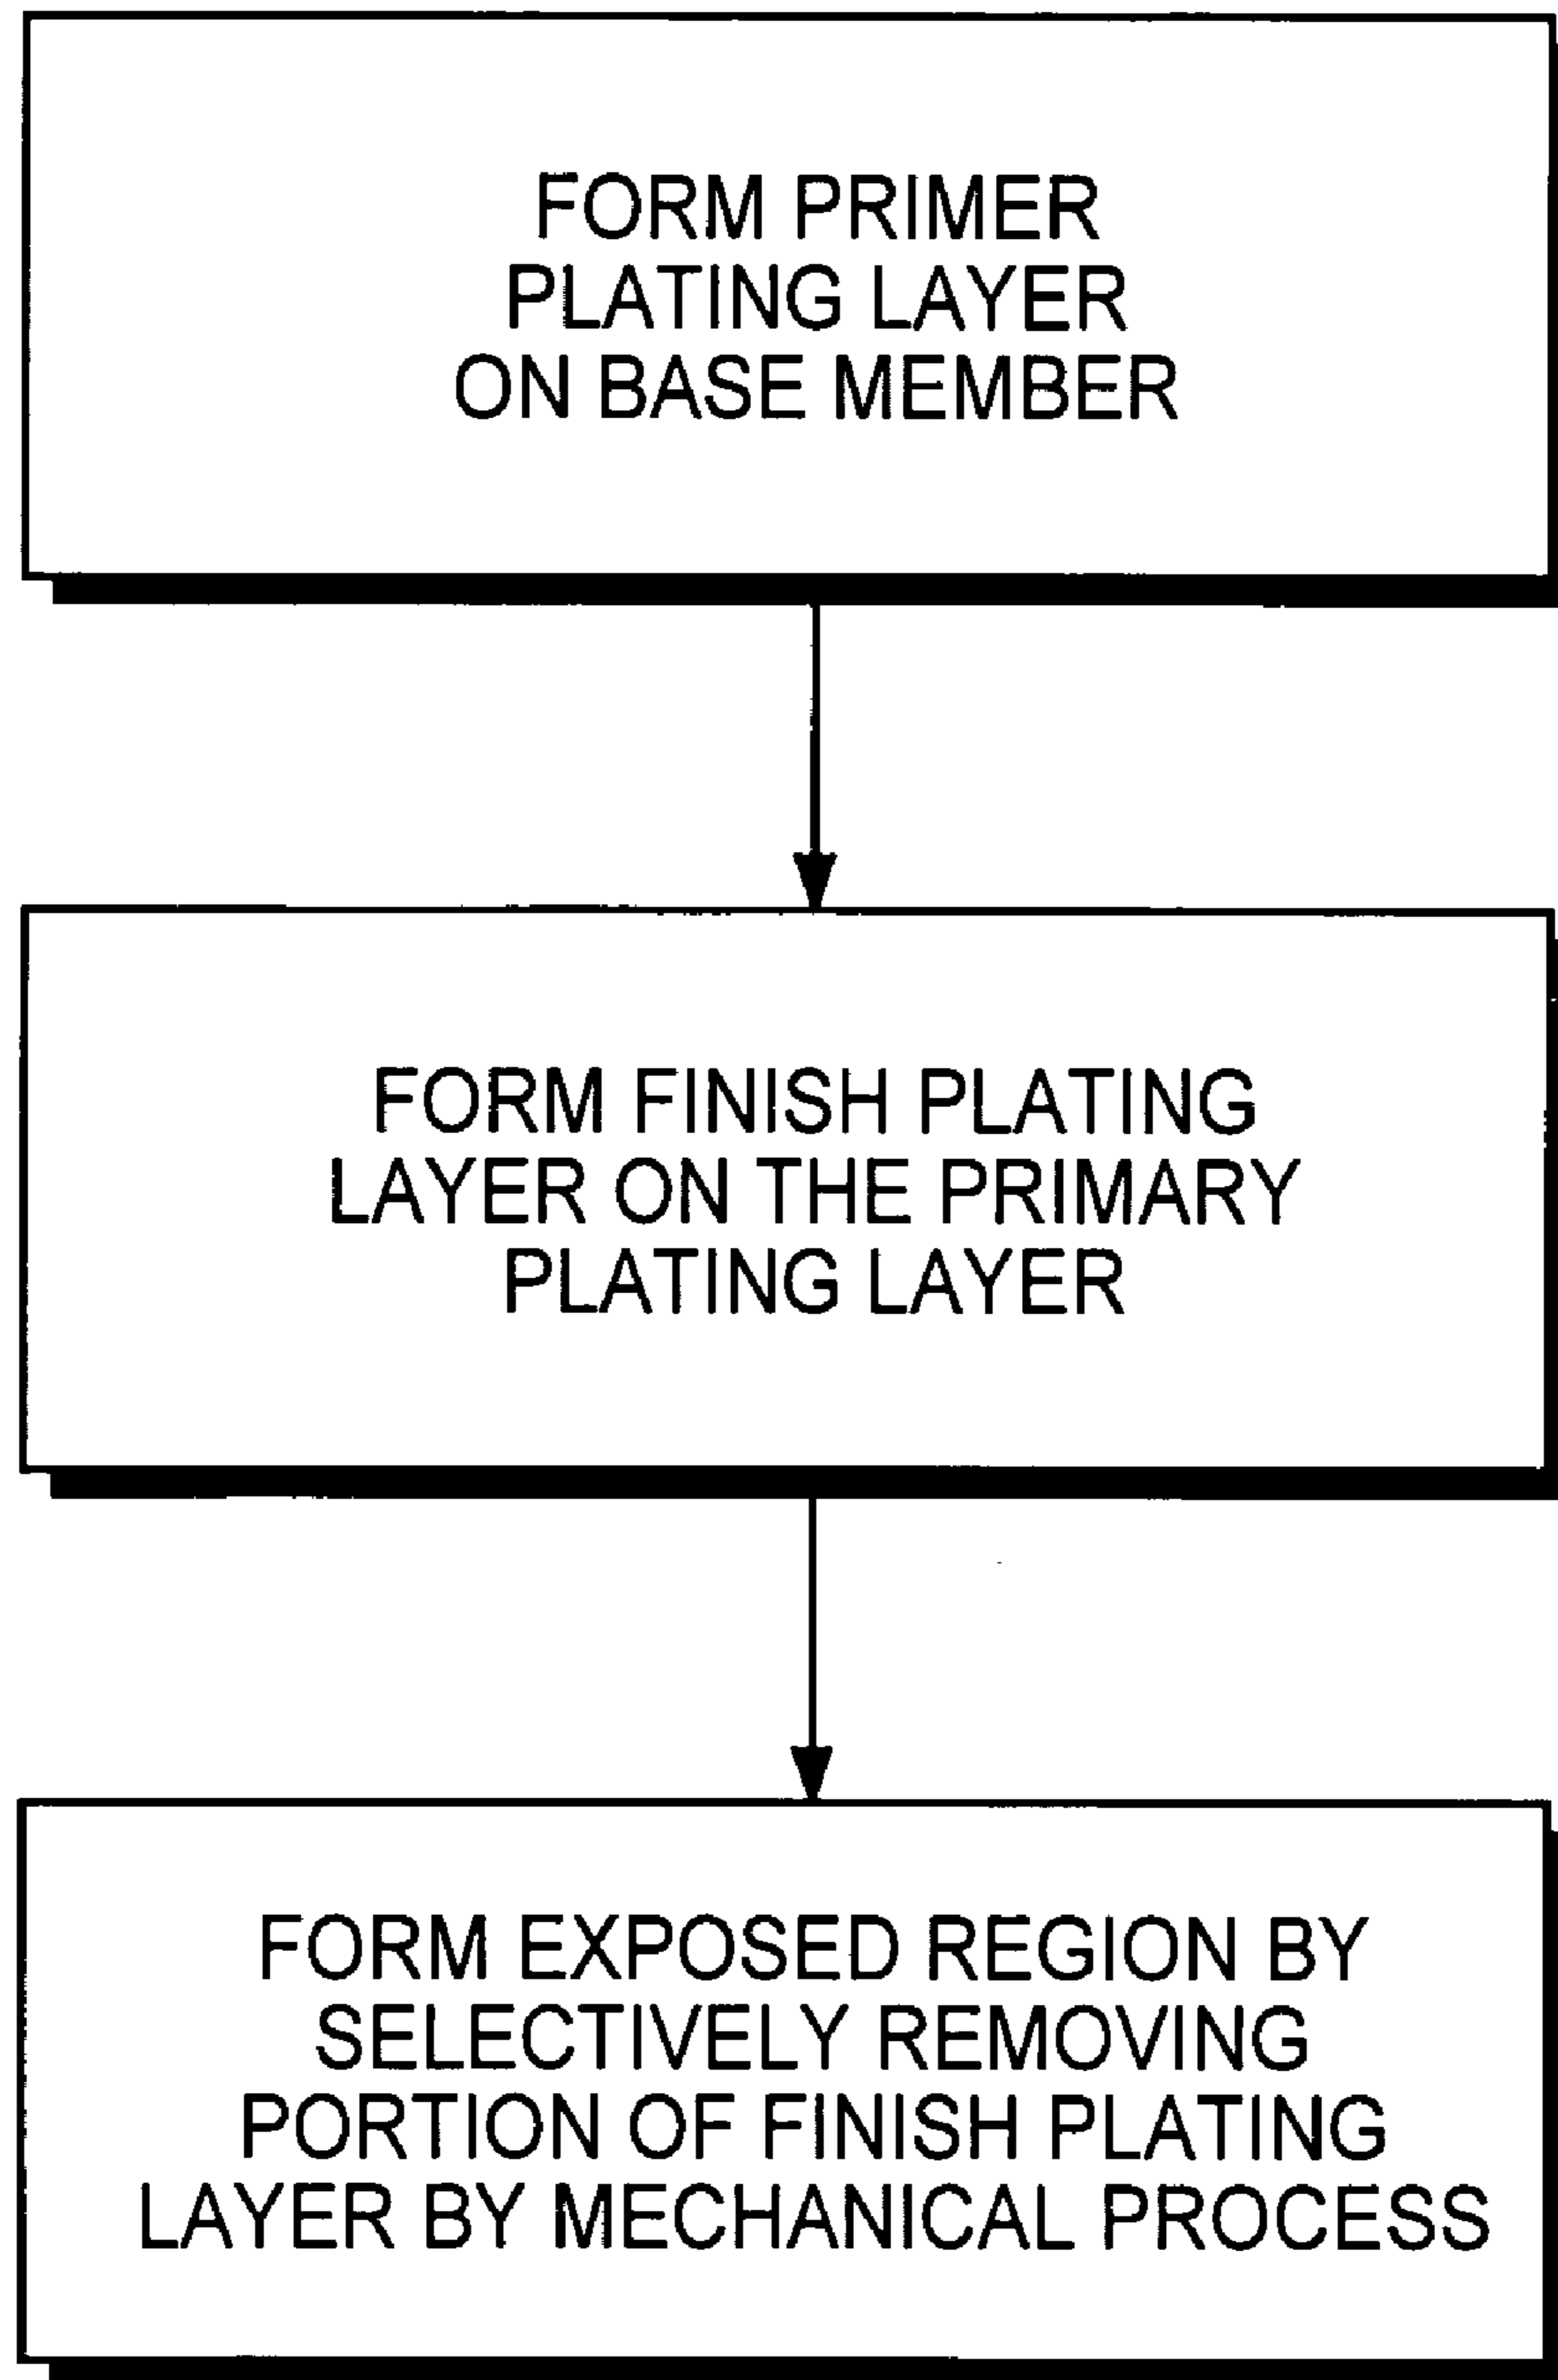 FORM PRIMER
PLATING LAYER
ON BASE MEMBER
FORM FINISH PLATING
LAYER ON THE PRIMARY
PLATING LAYER
FORM EXPOSED REGION BY
SELECTIVELY REMOVING
PORTION OF FINISH PLATING
LAYER BY MECHANICAL PROCESS